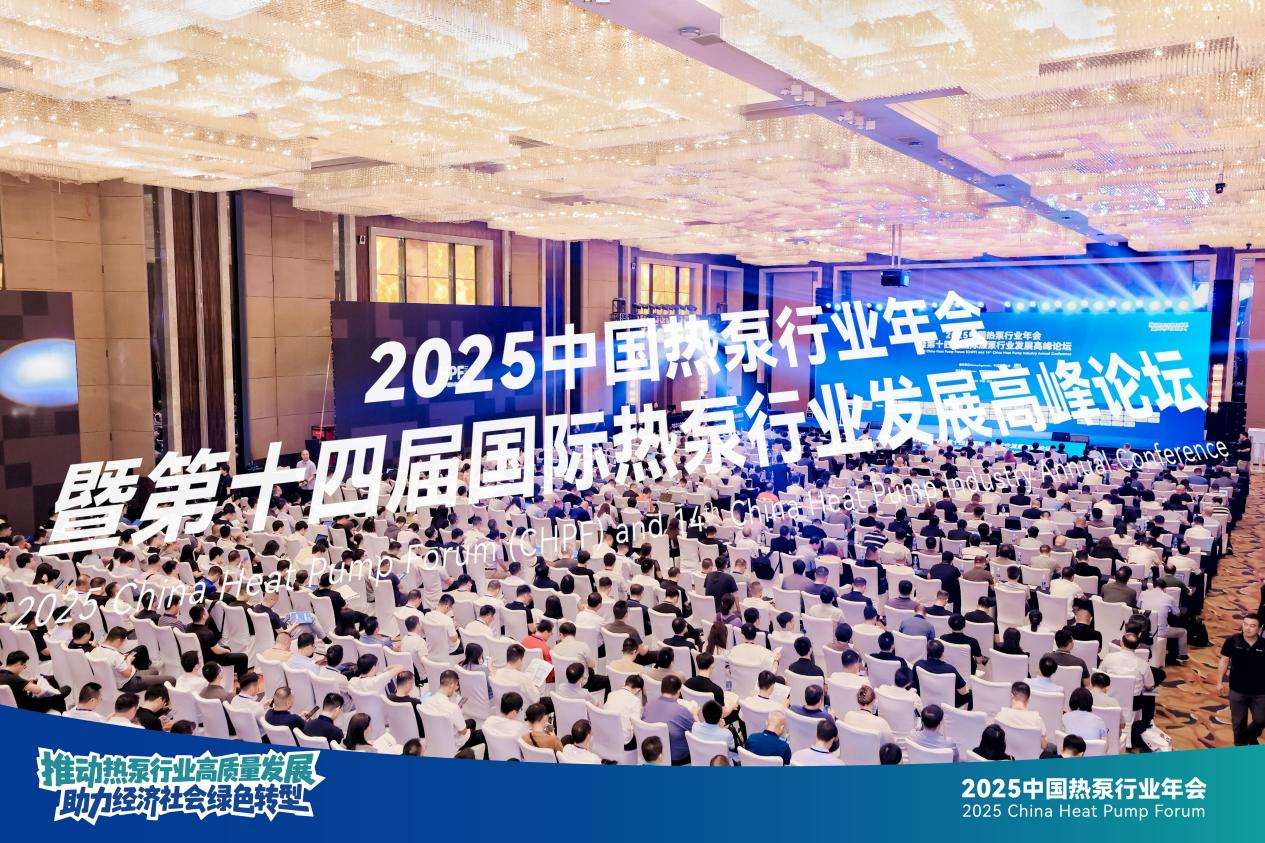 2025中国热泵行业年会
暨第十四届国际热泵行业发展高峰论坛
2025 China Heat Pump Forum (CHPF) and 14th China Heat Pump Industry Annual Conference
推动热泵行业高质量发展
助力经济社会绿色转型
2025中国热泵行业年会
2025 China Heat Pump Forum